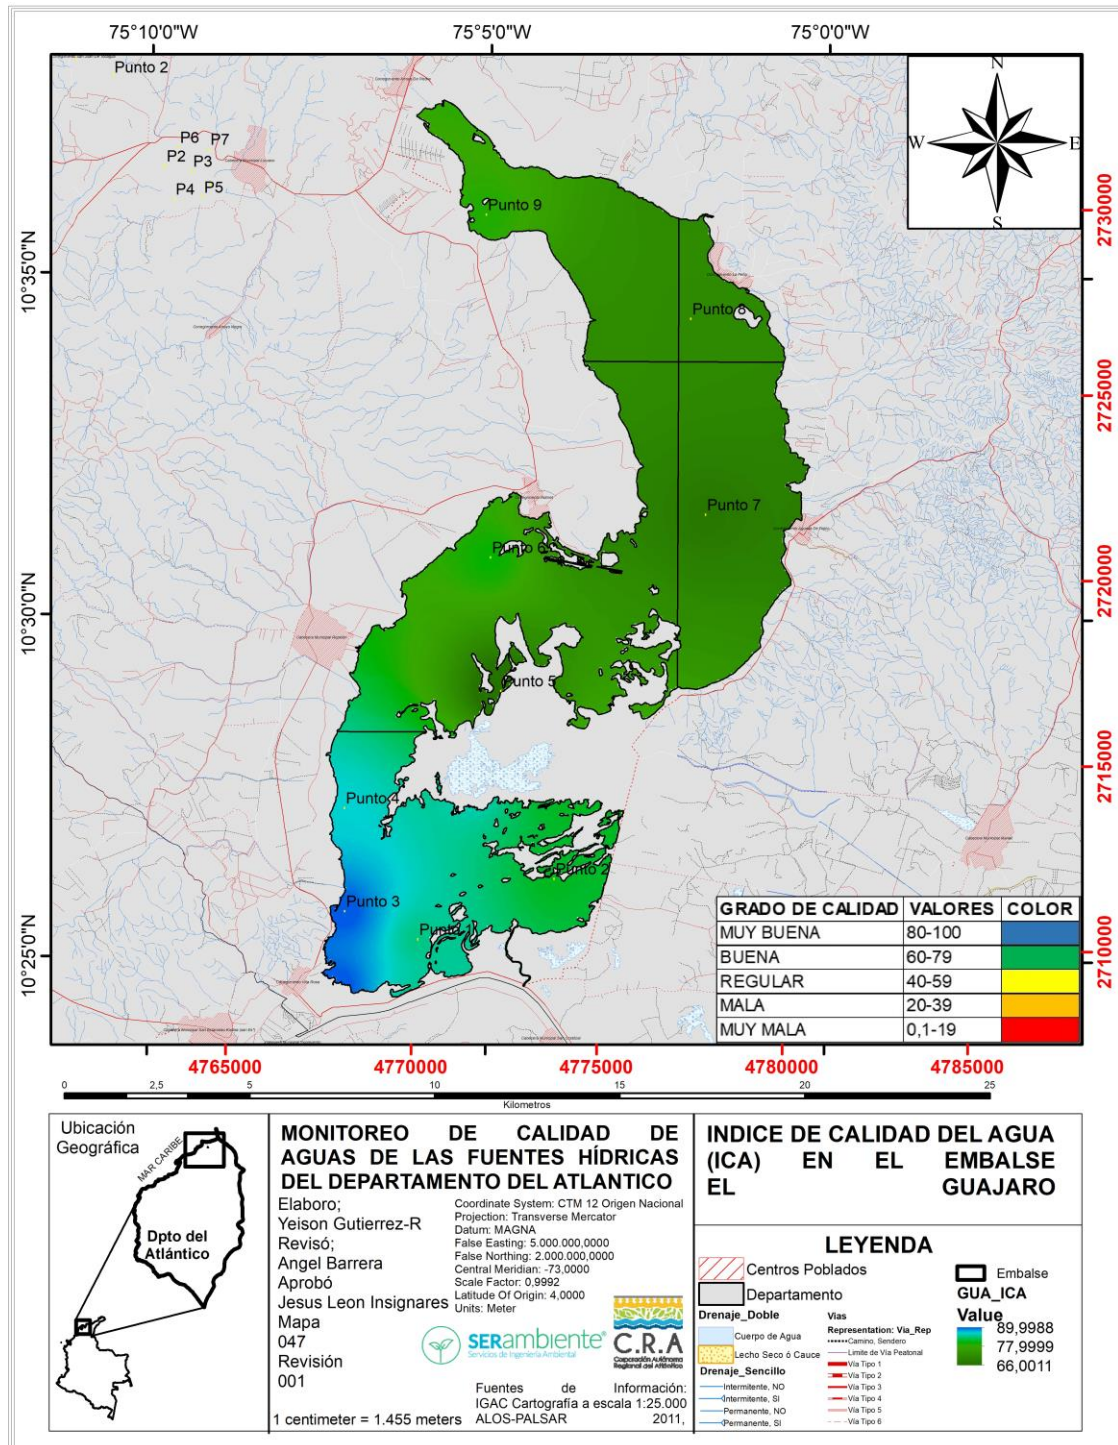 75°10'0"W 75°5'0"W 75°0'0"W
Punto 2
N
W E
S
P6 P7
P2 P3
P4 P5
Punto 9
Punto 8
Punto 7
Punto 6
Punto 5
Punto 4
Punto 3
Punto 2
Punto 1
10°35'0"N
10°30'0"N
10°25'0"N
2730000
2725000
2720000
2715000
2710000
GRADO DE CALIDAD VALORES COLOR
MUY BUENA 80-100
BUENA 60-79
REGULAR 40-59
MALA 20-39
MUY MALA 0,1-19
4765000 4770000 4775000 4780000 4785000
0 2,5 5 10 15 20 25
Kilometros
Ubicación
Geográfica
MAR CARIBE
Dpto del
Atlántico
MONITOREO DE CALIDAD DE
AGUAS DE LAS FUENTES HÍDRICAS
DEL DEPARTAMENTO DEL ATLANTICO
Elaboro;
Yeison Gutierrez-R
Revisó;
Angel Barrera
Aprobó
Jesus Leon Insignares
Mapa
047
Revisión
001
1 centimeter = 1.455 meters
Coordinate System: CTM 12 Origen Nacional
Projection: Transverse Mercator
Datum: MAGNA
False Easting: 5.000.000,0000
False Northing: 2.000.000,0000
Central Meridian: -73,0000
Scale Factor: 0,9992
Latitude Of Origin: 4,0000
Units: Meter
SERambiente®
Servicios de Ingeniería Ambiental
C.R.A
Corporación Autónoma
Regional del Atlántico
Fuentes de Información:
IGAC Cartografía a escala 1:25.000
ALOS-PALSAR 2011,
INDICE DE CALIDAD DEL AGUA
(ICA) EN EL EMBALSE
EL GUAJARO
LEYENDA
Centros Poblados
Departamento
Drenaje_Doble
Cuerpo de Agua
Lecho Seco ó Cauce
Drenaje_Sencillo
Intermitente, NO
Intermitente, SI
Permanente, NO
Permanente, SI
Vias
Representation: Via_Rep
Camino, Sendero
Limite de Vía Peatonal
Vía Tipo 1
Vía Tipo 2
Vía Tipo 3
Vía Tipo 4
Vía Tipo 5
Vía Tipo 6
Embalse
GUA_ICA
Value
89,9988
77,9999
66,0011